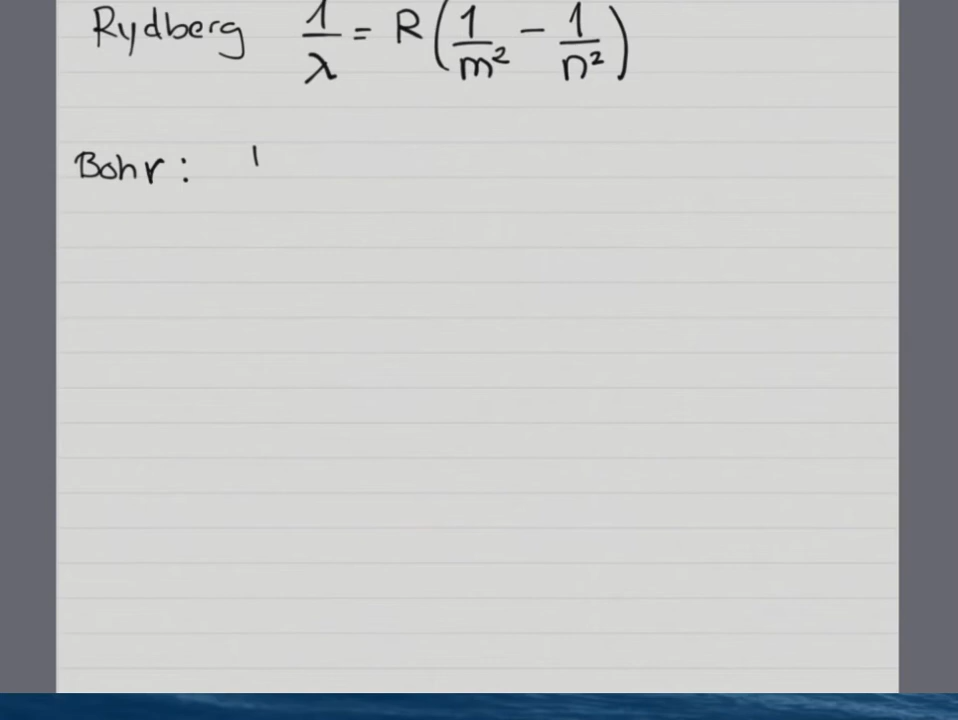 Rydberg 1/λ = R(1/m² − 1/n²)
Bohr :